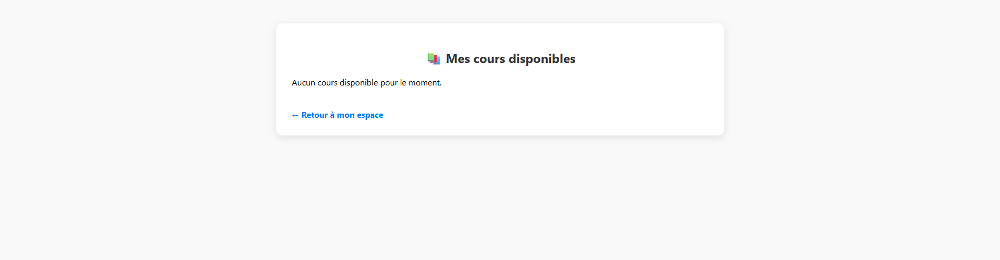 📚 Mes cours disponibles
Aucun cours disponible pour le moment.
← Retour à mon espace